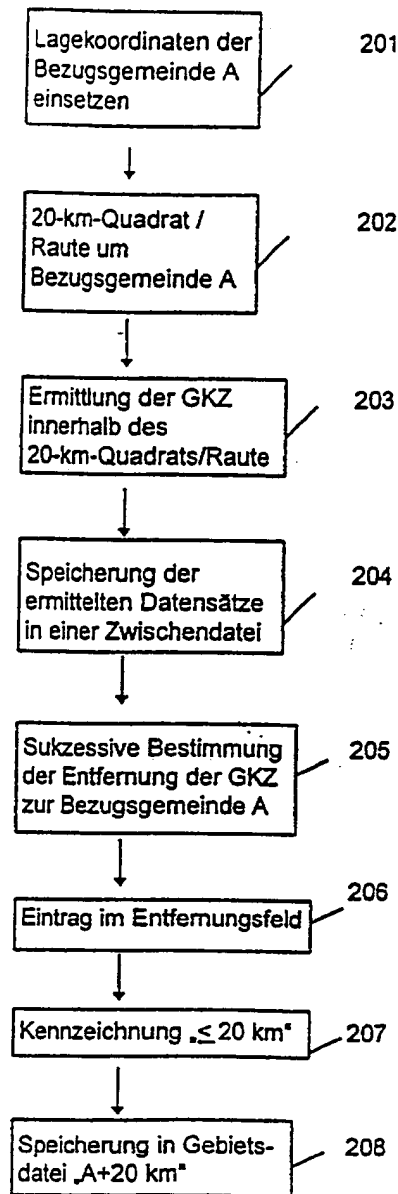 Lagekoordinaten der
Bezugsgemeinde A
einsetzen
201
20-km-Quadrat /
Raute um
Bezugsgemeinde A
202
Ermittlung der GKZ
innerhalb des
20-km-Quadrats/Raute
203
Speicherung der
ermittelten Datensätze
in einer Zwischendatei
204
Sukzessive Bestimmung
der Entfernung der GKZ
zur Bezugsgemeinde A
205
Eintrag im Entfernungsfeld
206
Kennzeichnung „≤ 20 km“
207
Speicherung in Gebiets-
datei „A+20 km“
208